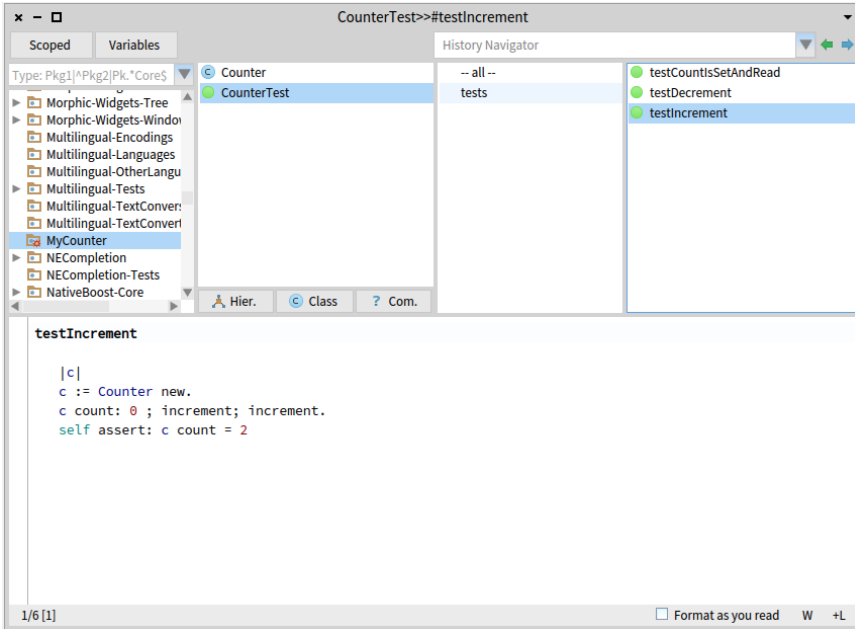 CounterTest>>#testIncrement
Scoped
Variables
History Navigator
Type: Pkg1|^Pkg2|Pk.*Core$
Morphic-Widgets-Tree
Morphic-Widgets-Window
Multilingual-Encodings
Multilingual-Languages
Multilingual-OtherLangu
Multilingual-Tests
Multilingual-TextConvers
Multilingual-TextConvert
MyCounter
NECompletion
NECompletion-Tests
NativeBoost-Core
C Counter
CounterTest
Hier.
C Class
? Com.
-- all --
tests
testCountIsSetAndRead
testDecrement
testIncrement
testIncrement
|c|
c := Counter new.
c count: 0 ; increment; increment.
self assert: c count = 2
1/6 [1]
Format as you read
W
+L